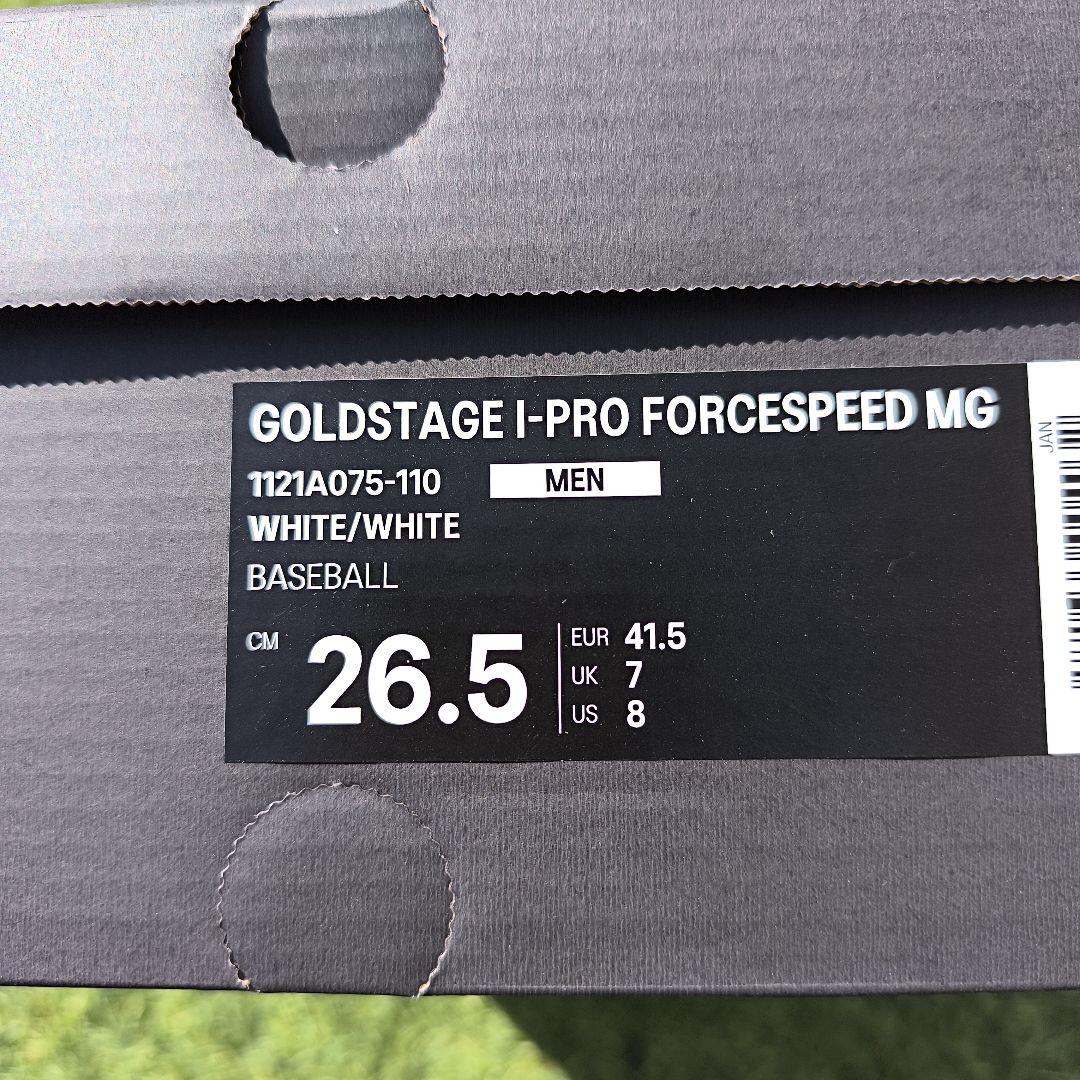 GOLDSTAGE I-PRO FORCESPEED MG
1121A075-110 MEN
WHITE/WHITE
BASEBALL
CM 26.5
EUR 41.5
UK 7
US 8
JAN